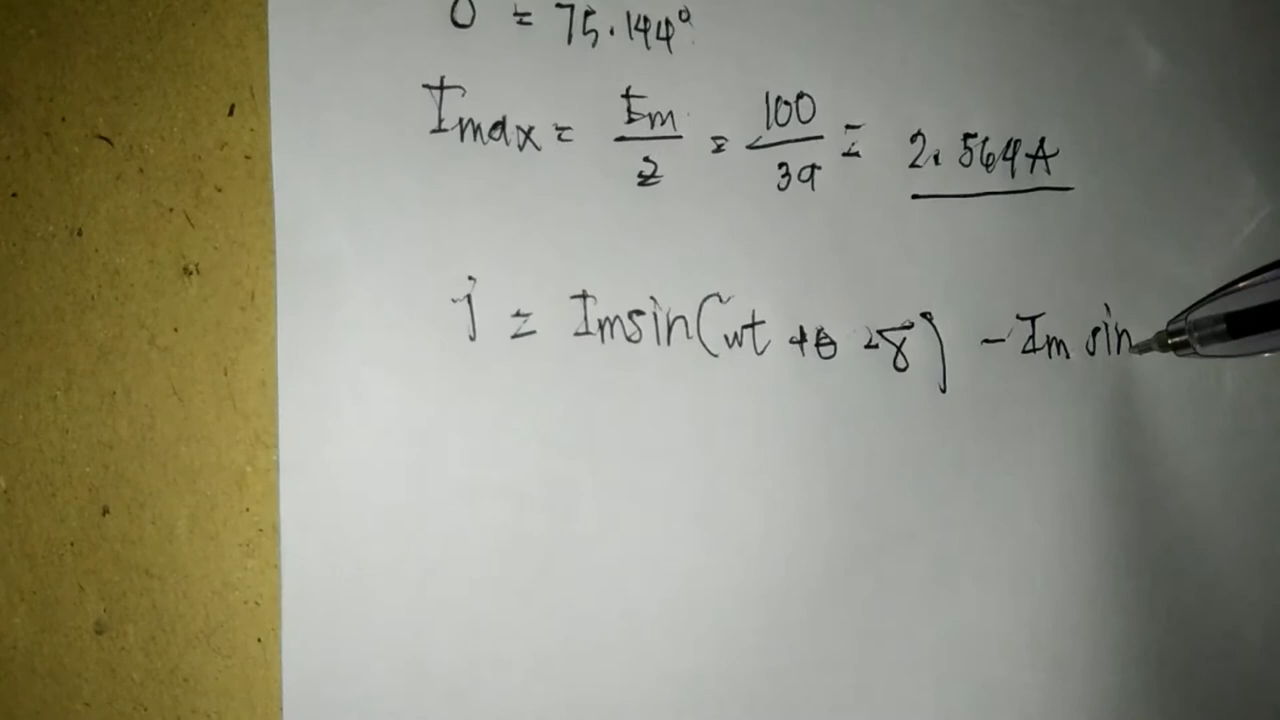 θ = 75.144°
Imax = Em/z = 100/39 = 2.564A
i = Imsin(wt +θ -γ) - Im sin